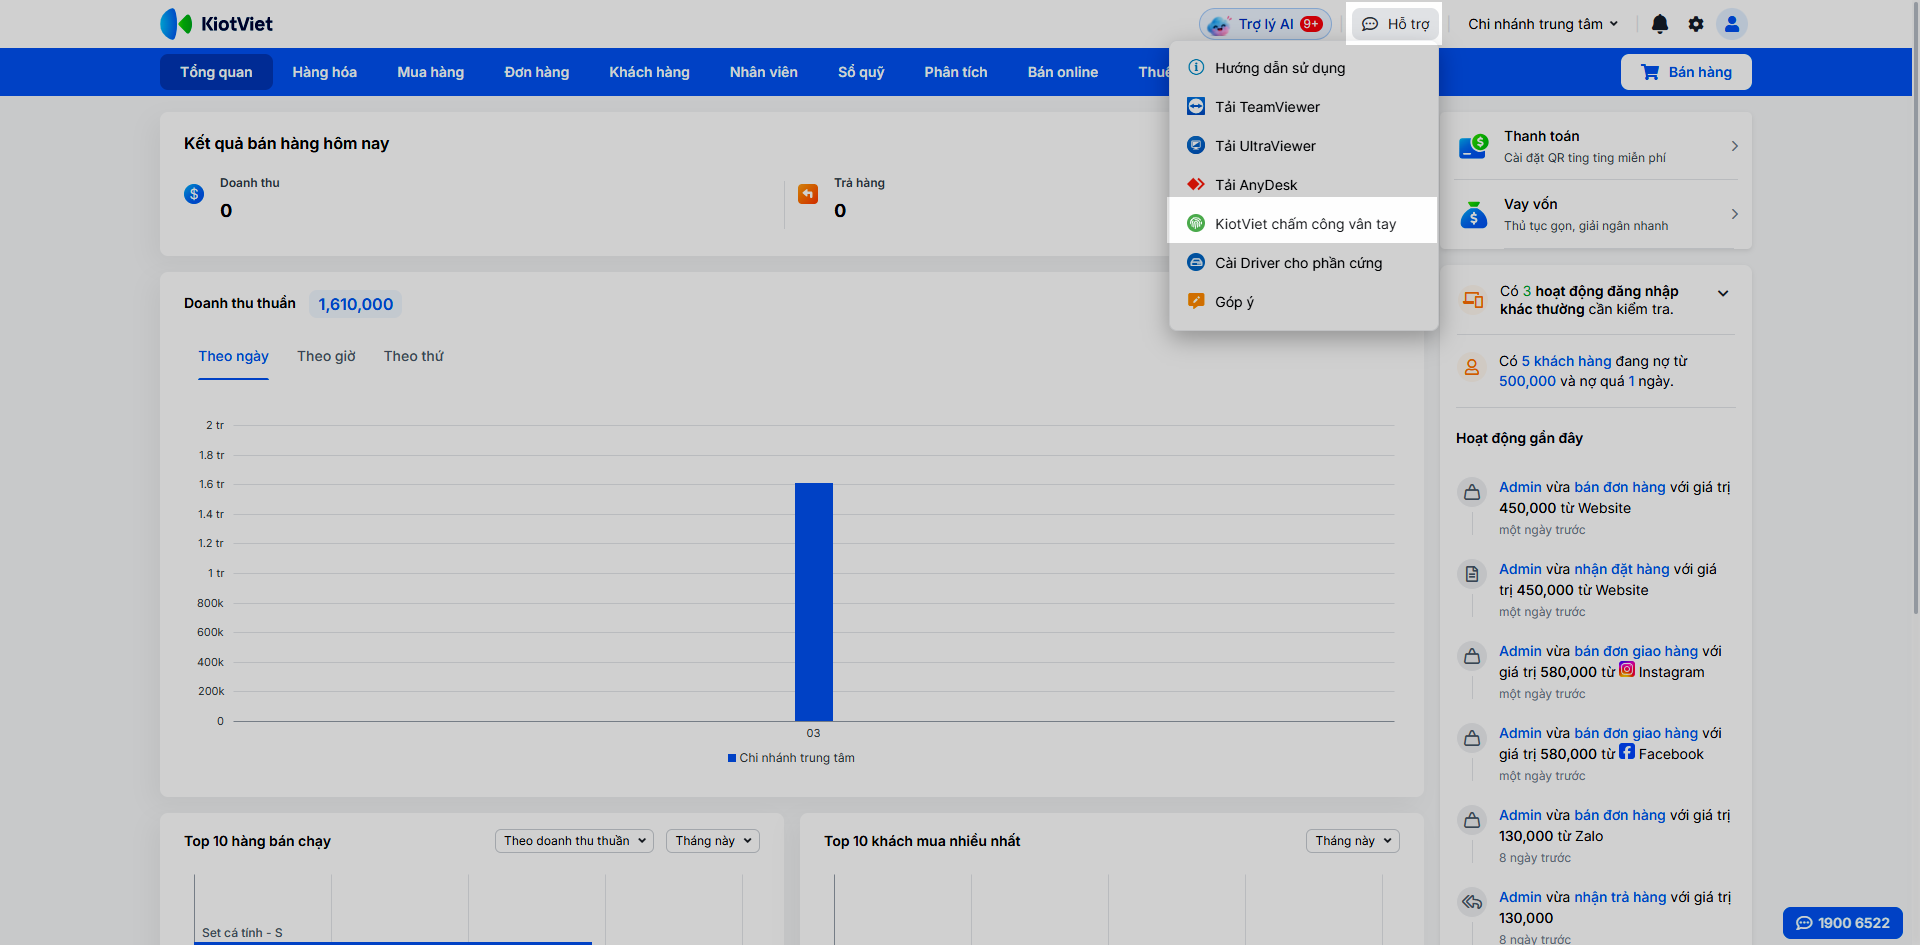 KiotViet
Trợ lý AI 9+
Hỗ trợ
Chi nhánh trung tâm
Tổng quan
Hàng hóa
Mua hàng
Đơn hàng
Khách hàng
Nhân viên
Sổ quỹ
Phân tích
Bán online
Thuế
Bán hàng
Hướng dẫn sử dụng
Tải TeamViewer
Tải UltraViewer
Tải AnyDesk
KiotViet chấm công vân tay
Cài Driver cho phần cứng
Góp ý
Kết quả bán hàng hôm nay
Doanh thu
0
Trả hàng
0
Doanh thu thuần 1,610,000
Theo ngày
Theo giờ
Theo thứ
2 tr
1.8 tr
1.6 tr
1.4 tr
1.2 tr
1 tr
800k
600k
400k
200k
0
03
Chi nhánh trung tâm
Top 10 hàng bán chạy
Theo doanh thu thuần
Tháng này
Set cá tính - S
Top 10 khách mua nhiều nhất
Tháng này
Thanh toán
Cài đặt QR ting ting miễn phí
Vay vốn
Thủ tục gọn, giải ngân nhanh
Có 3 hoạt động đăng nhập
khác thường cần kiểm tra.
Có 5 khách hàng đang nợ từ
500,000 và nợ quá 1 ngày.
Hoạt động gần đây
Admin vừa bán đơn hàng với giá trị
450,000 từ Website
một ngày trước
Admin vừa nhận đặt hàng với giá
trị 450,000 từ Website
một ngày trước
Admin vừa bán đơn giao hàng với
giá trị 580,000 từ Instagram
một ngày trước
Admin vừa bán đơn giao hàng với
giá trị 580,000 từ Facebook
một ngày trước
Admin vừa bán đơn hàng với giá trị
130,000 từ Zalo
8 ngày trước
Admin vừa nhận trả hàng với giá trị
130,000
8 ngày trước
1900 6522